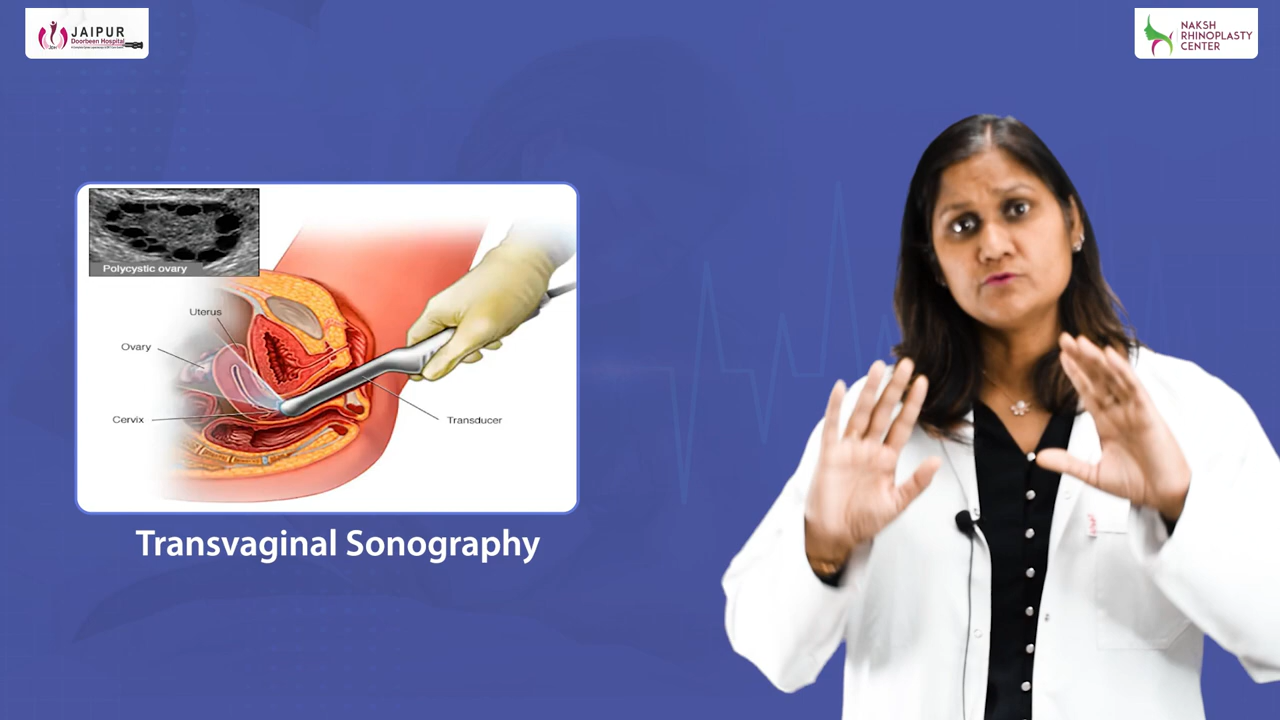 JAIPUR
Doorbeen Hospital
NAKSH
RHINOPLASTY
CENTER
Polycystic ovary
Uterus
Ovary
Cervix
Transducer
Transvaginal Sonography